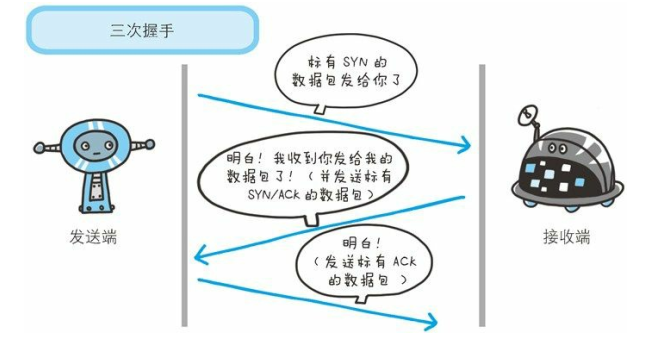 三次握手
标有 SYN 的
数据包发给你了
明白！我收到你发给我的
数据包了！（并发送标有
SYN/ACK 的数据包）
发送端
接收端
明白！
（发送标有 ACK
的数据包 ）